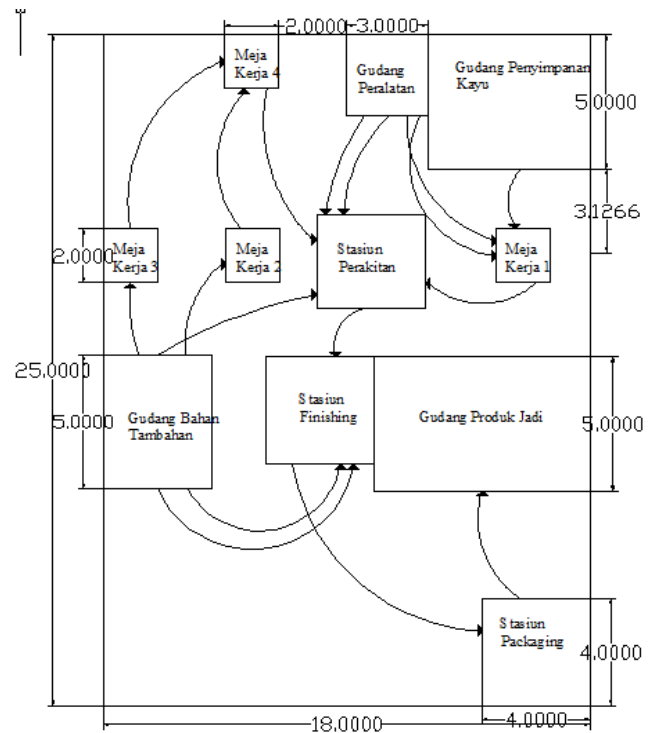 2.0000
3.0000
Meja
Kerja 4
Gudang
Peralatan
Gudang Penyimpanan
Kayu
5.0000
3.1266
2.0000
Meja
Kerja 3
Meja
Kerja 2
Stasiun
Perakitan
Meja
Kerja 1
25.0000
5.0000
Gudang Bahan
Tambahan
Stasiun
Finishing
Gudang Produk Jadi
5.0000
Stasiun
Packaging
4.0000
18.0000
4.0000